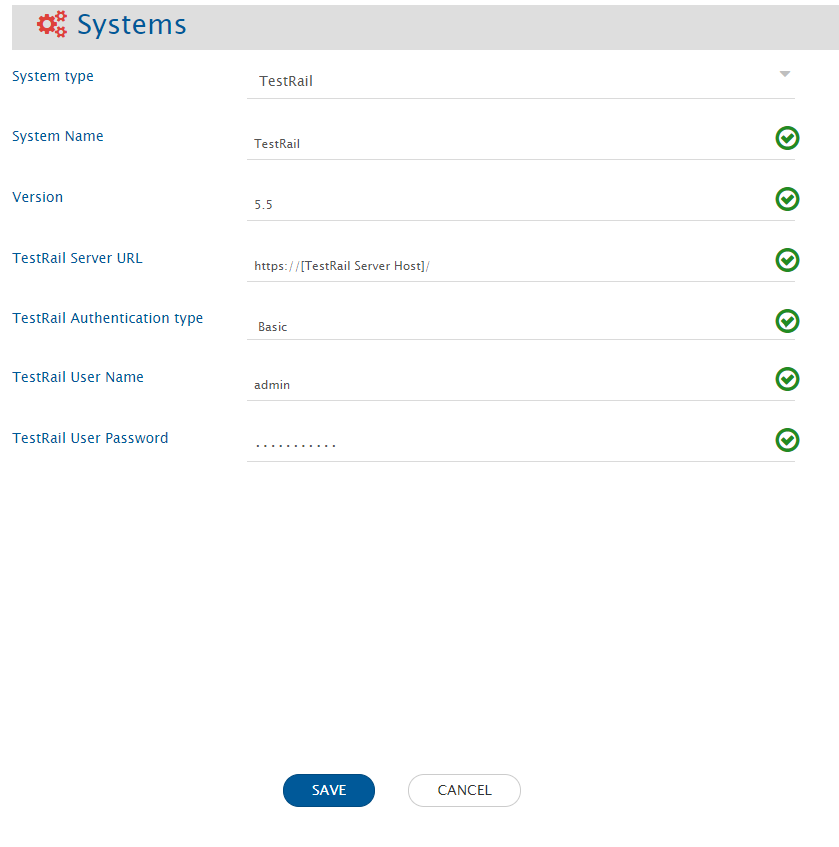 Systems
System type
TestRail
System Name
TestRail
Version
5.5
TestRail Server URL
https://[TestRail Server Host]/
TestRail Authentication type
Basic
TestRail User Name
admin
TestRail User Password
...........
SAVE
CANCEL